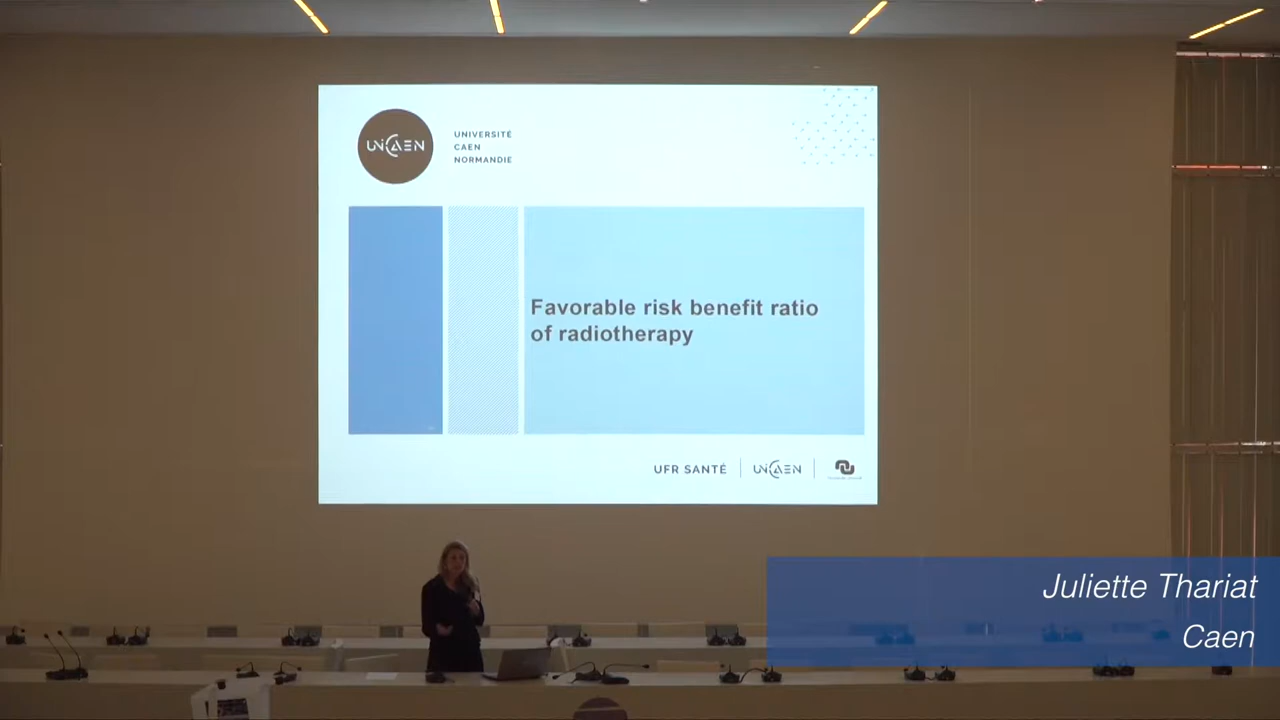 UNICAEN
UNIVERSITÉ
CAEN
NORMANDIE
Favorable risk benefit ratio
of radiotherapy
UFR SANTÉ
UNICAEN
Juliette Thariat
Caen